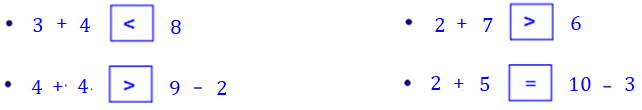 • 3 + 4 < 8
• 2 + 7 > 6
• 4 + 4 > 9 - 2
• 2 + 5 = 10 - 3